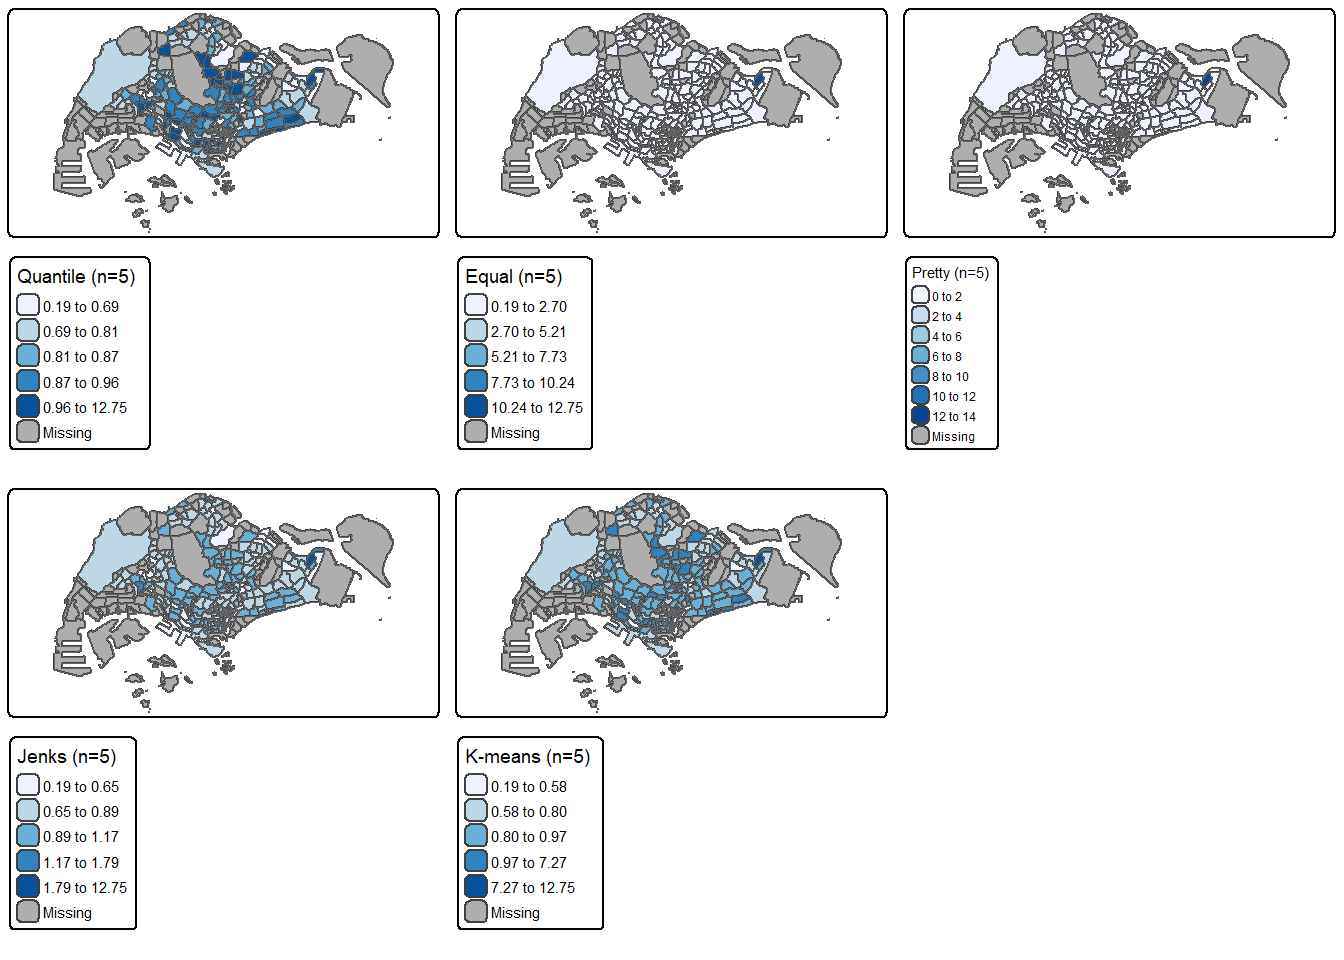 Quantile (n=5)
0.19 to 0.69
0.69 to 0.81
0.81 to 0.87
0.87 to 0.96
0.96 to 12.75
Missing
Equal (n=5)
0.19 to 2.70
2.70 to 5.21
5.21 to 7.73
7.73 to 10.24
10.24 to 12.75
Missing
Pretty (n=5)
0 to 2
2 to 4
4 to 6
6 to 8
8 to 10
10 to 12
12 to 14
Missing
Jenks (n=5)
0.19 to 0.65
0.65 to 0.89
0.89 to 1.17
1.17 to 1.79
1.79 to 12.75
Missing
K-means (n=5)
0.19 to 0.58
0.58 to 0.80
0.80 to 0.97
0.97 to 7.27
7.27 to 12.75
Missing